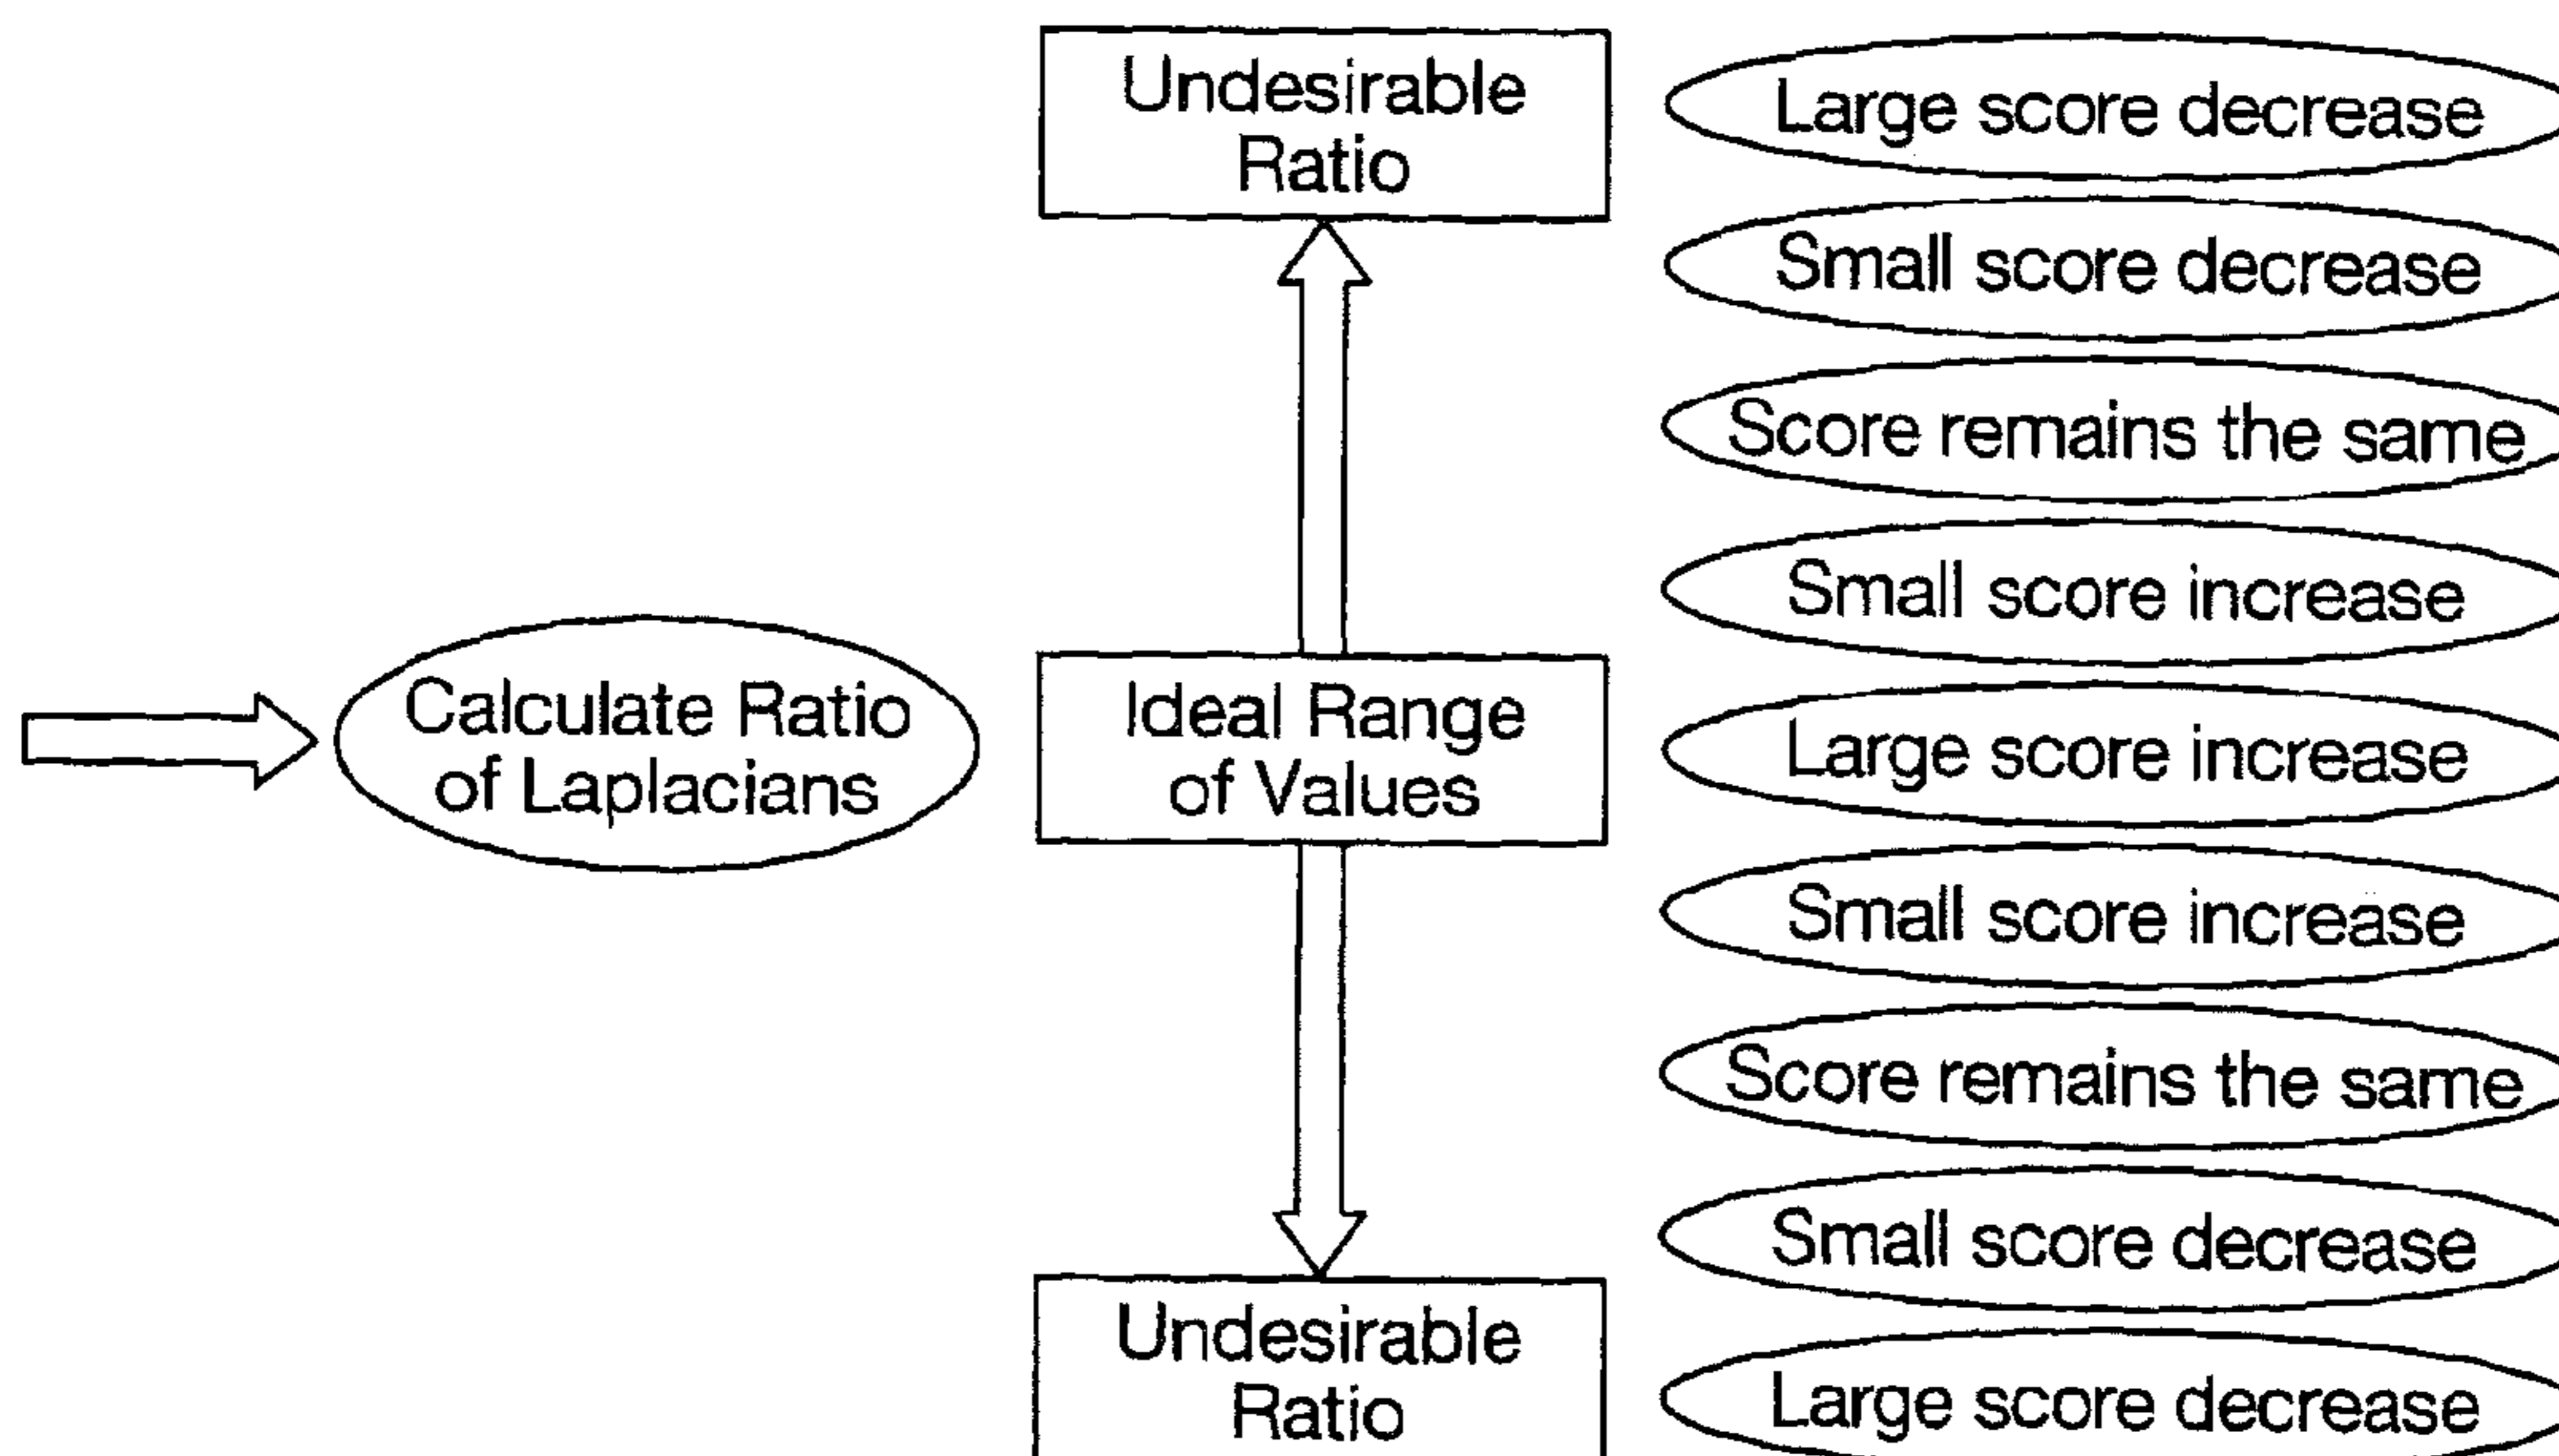 Undesirable
Ratio
Large score decrease
Small score decrease
Score remains the same
Small score increase
Calculate Ratio
of Laplacians
Ideal Range
of Values
Large score increase
Small score increase
Score remains the same
Small score decrease
Undesirable
Ratio
Large score decrease